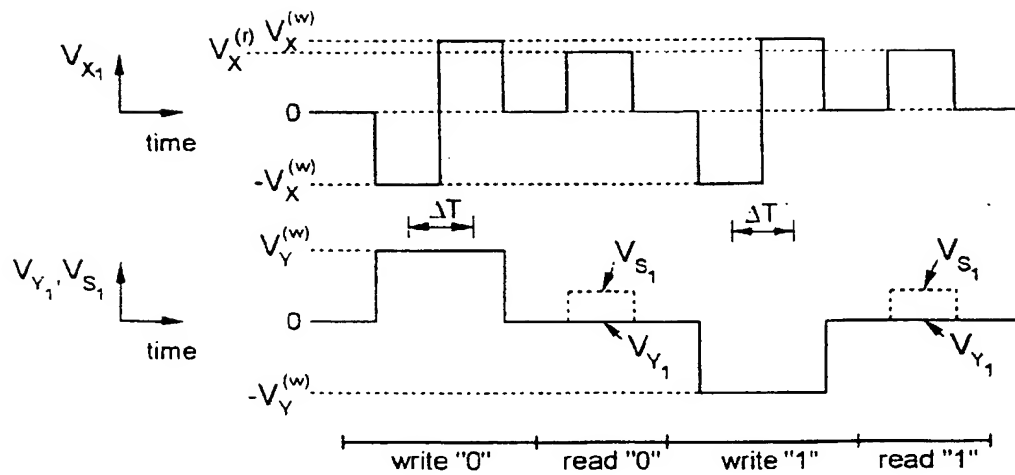 V_X^(w)
V_X^(r)
V_X1
0
time
-V_X^(w)
ΔT ΔT
V_Y^(w)
V_S1 V_S1
V_Y1, V_S1
0
time
V_Y1 V_Y1
-V_Y^(w)
write "0" read "0" write "1" read "1"